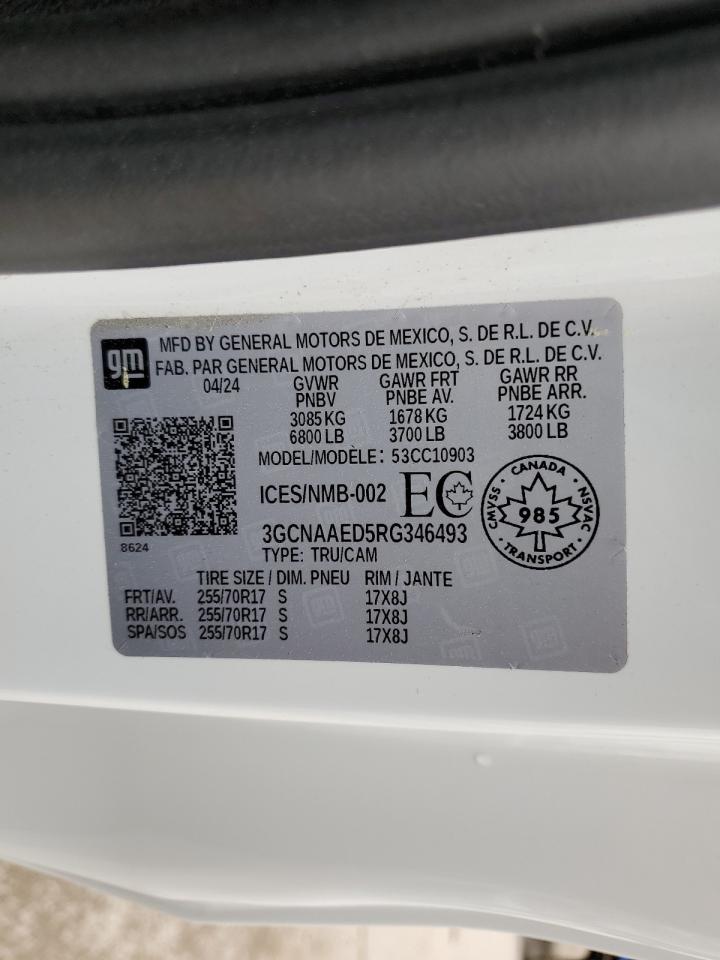 gm
MFD BY GENERAL MOTORS DE MEXICO, S. DE R.L. DE C.V.
FAB. PAR GENERAL MOTORS DE MEXICO, S. DE R.L. DE C.V.
04/24 GVWR GAWR FRT GAWR RR
PNBV PNBE AV. PNBE ARR.
3085 KG 1678 KG 1724 KG
6800 LB 3700 LB 3800 LB
MODEL/MODÈLE: 53CC10903
ICES/NMB-002 EC
CANADA
CMVSS 985 NSVAC
TRANSPORT
3GCNAAED5RG346493
8624
TYPE: TRU/CAM
TIRE SIZE / DIM. PNEU RIM / JANTE
FRT/AV. 255/70R17 S 17X8J
RR/ARR. 255/70R17 S 17X8J
SPA/SOS 255/70R17 S 17X8J